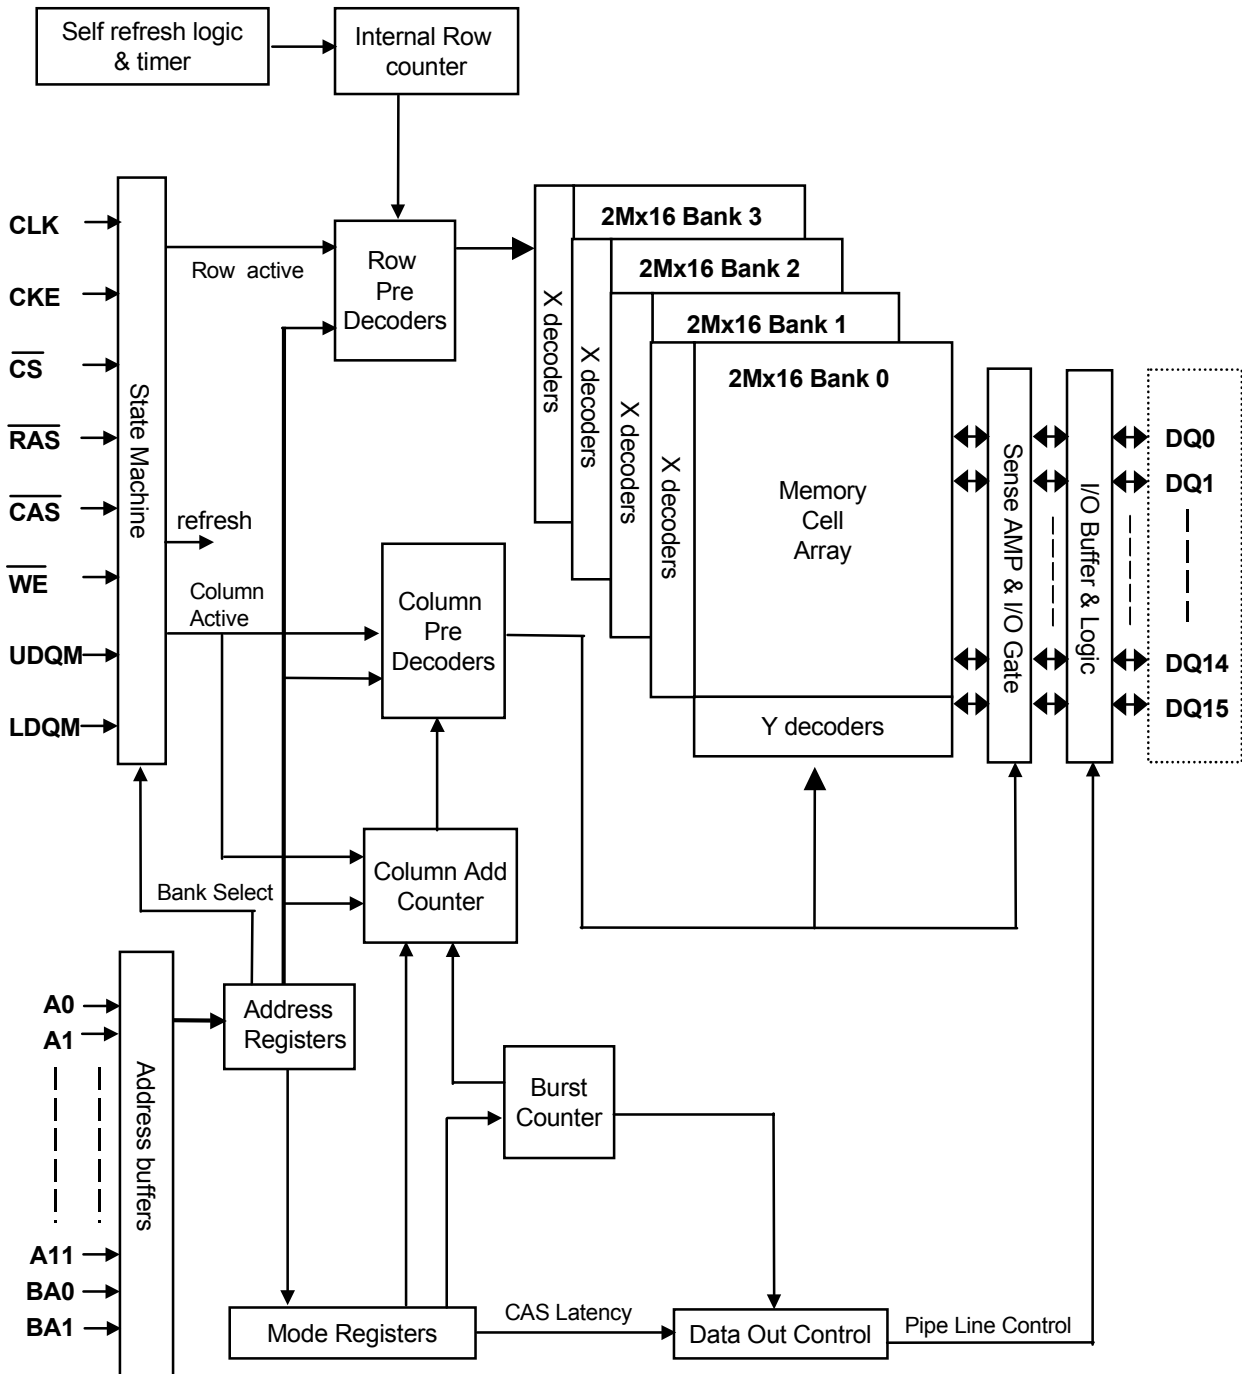 Self refresh logic
& timer
Internal Row
counter
CLK
CKE
CS
RAS
CAS
WE
UDQM
LDQM
State Machine
Row active
refresh
Column
Active
Bank Select
Row
Pre
Decoders
Column
Pre
Decoders
Column Add
Counter
X decoders
X decoders
X decoders
X decoders
2Mx16 Bank 3
2Mx16 Bank 2
2Mx16 Bank 1
2Mx16 Bank 0
Memory
Cell
Array
Y decoders
Sense AMP & I/O Gate
I/O Buffer & Logic
DQ0
DQ1
DQ14
DQ15
A0
A1
A11
BA0
BA1
Address buffers
Address
Registers
Burst
Counter
Mode Registers
CAS Latency
Data Out Control
Pipe Line Control